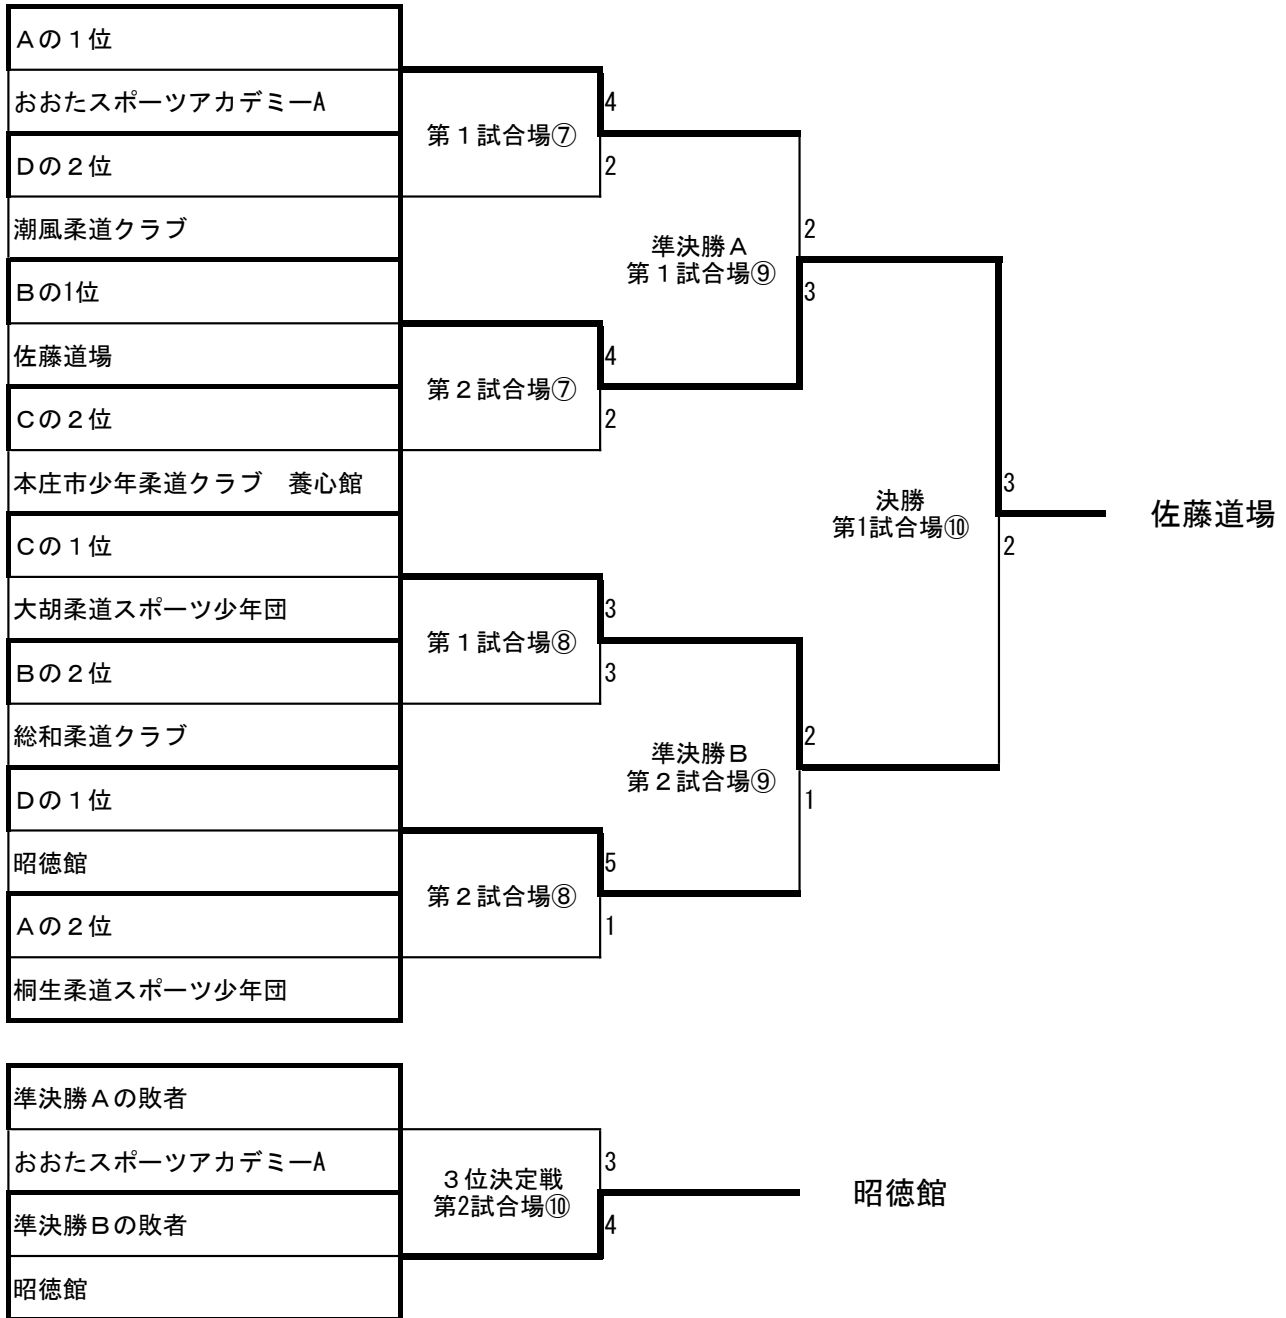 Ａの１位
おおたスポーツアカデミーA
Ｄの２位
潮風柔道クラブ
Ｂの1位
佐藤道場
Ｃの２位
本庄市少年柔道クラブ　養心館
Ｃの１位
大胡柔道スポーツ少年団
Ｂの２位
総和柔道クラブ
Ｄの１位
昭徳館
Ａの２位
桐生柔道スポーツ少年団
第１試合場⑦
4
2
第２試合場⑦
4
2
第１試合場⑧
3
3
第２試合場⑧
5
1
準決勝Ａ
第１試合場⑨
2
3
準決勝Ｂ
第２試合場⑨
2
1
決勝
第1試合場⑩
3
2
佐藤道場
準決勝Ａの敗者
おおたスポーツアカデミーA
準決勝Ｂの敗者
昭徳館
３位決定戦
第2試合場⑩
3
4
昭徳館